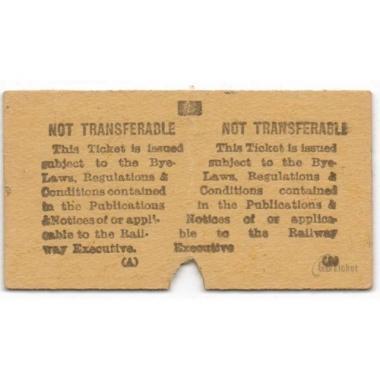 NOT TRANSFERABLE
This Ticket is issued
subject to the Bye-
Laws, Regulations &
Conditions contained
in the Publications
&Notices of or appli-
cable to the Rail-
way Executive.
(A)
NOT TRANSFERABLE
This Ticket is issued
subject to the Bye-
Laws, Regulations &
Conditions contained
in the Publications &
Notices of or applica-
ble to the Railway
Executive